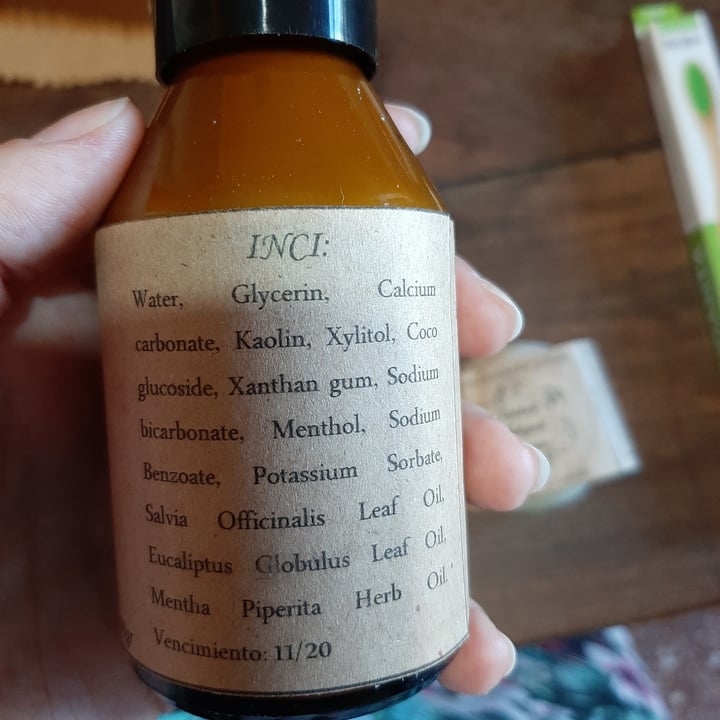 INCI:
Water, Glycerin, Calcium
carbonate, Kaolin, Xylitol, Coco
glucoside, Xanthan gum, Sodium
bicarbonate, Menthol, Sodium
Benzoate, Potassium Sorbate,
Salvia Officinalis Leaf Oil,
Eucaliptus Globulus Leaf Oil,
Mentha Piperita Herb Oil.
Vencimiento: 11/20